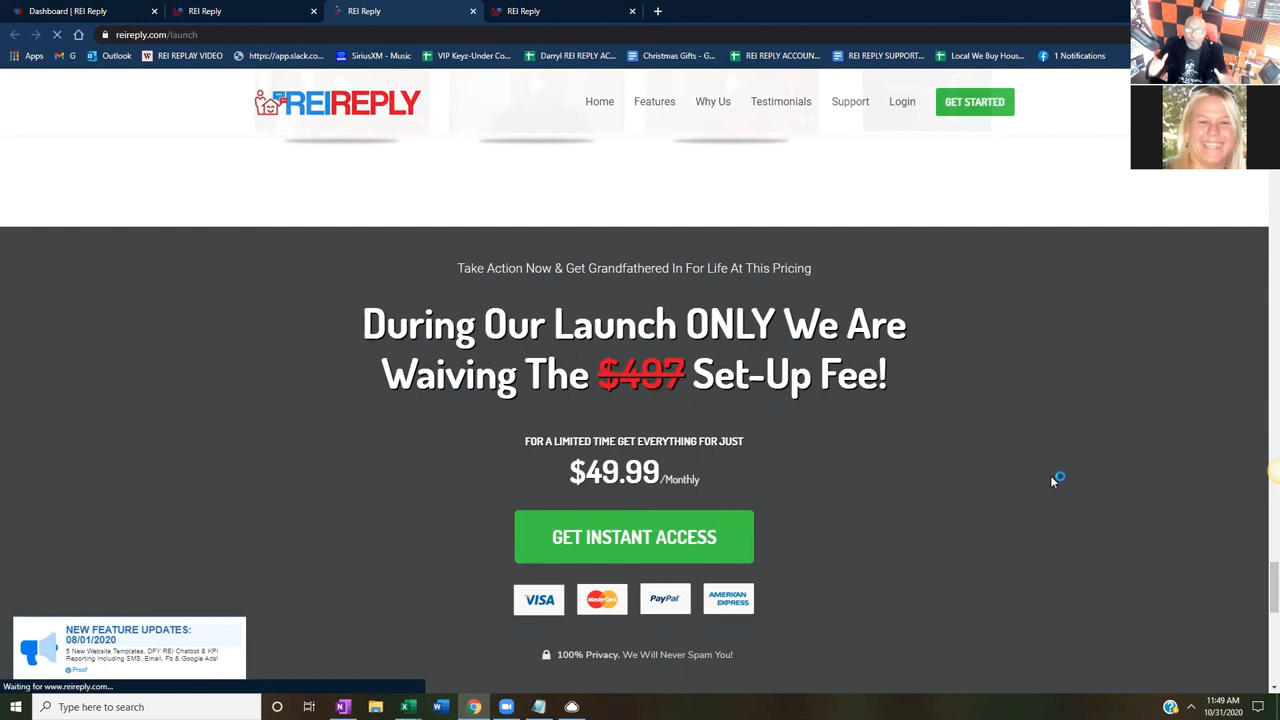 Dashboard | REI Reply
REI Reply
REI Reply
REI Reply
reireply.com/launch
Apps
G
Outlook
REI REPLAY VIDEO
https://app.slack.co...
SiriusXM - Music
VIP Keyz-Under Co...
Darryl REI REPLY AC...
Christmas Gifts - G...
REI REPLY ACCOUN...
REI REPLY SUPPORT...
Local We Buy Hous...
1 Notifications
REIREPLY
Home
Features
Why Us
Testimonials
Support
Login
GET STARTED
Take Action Now & Get Grandfathered In For Life At This Pricing
During Our Launch ONLY We Are
Waiving The $497 Set-Up Fee!
FOR A LIMITED TIME GET EVERYTHING FOR JUST
$49.99/Monthly
GET INSTANT ACCESS
VISA
MasterCard
PayPal
AMERICAN
EXPRESS
100% Privacy. We Will Never Spam You!
NEW FEATURE UPDATES:
08/01/2020
5 New Website Templates, DFY REI Chatbot & KPI
Reporting Including SMS, Email, Fb & Google Ads!
Proof
Waiting for www.reireply.com...
Type here to search
11:49 AM
10/31/2020